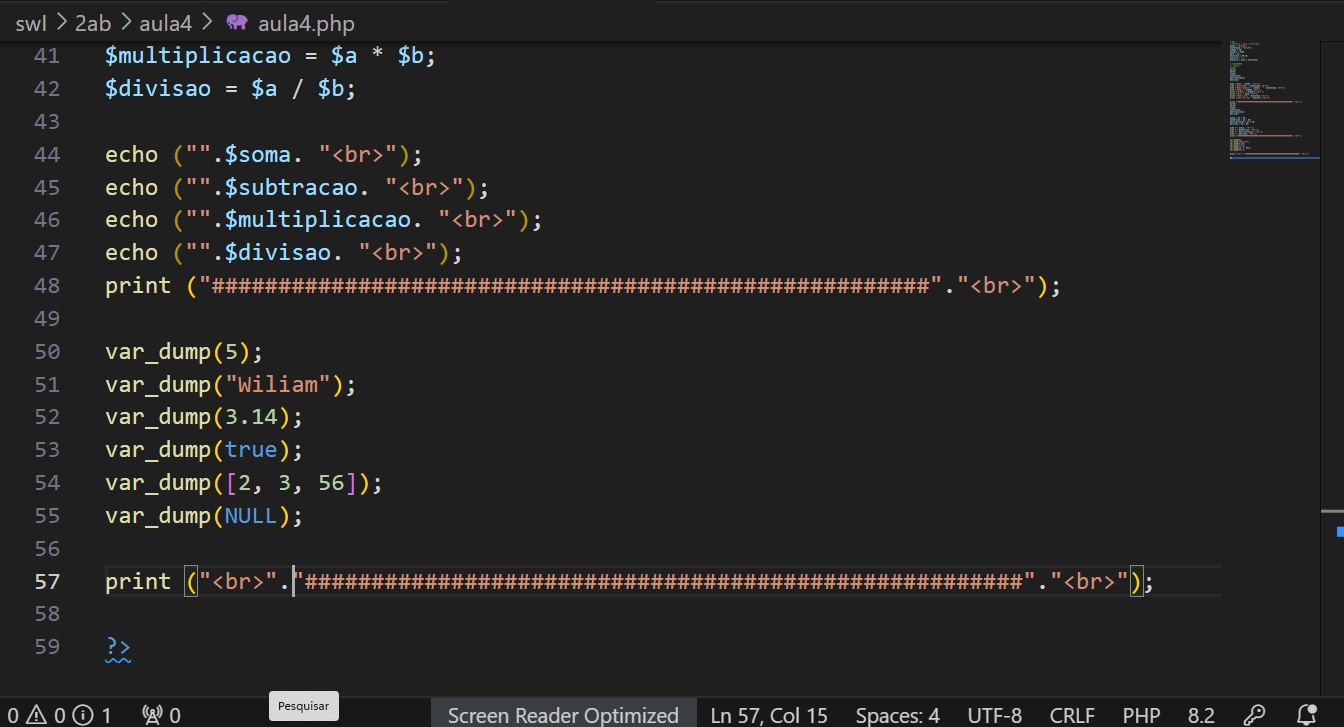 swl > 2ab > aula4 > aula4.php
41 $multiplicacao = $a * $b;
42 $divisao = $a / $b;
43
44 echo ("".$soma. "<br>");
45 echo ("".$subtracao. "<br>");
46 echo ("".$multiplicacao. "<br>");
47 echo ("".$divisao. "<br>");
48 print ("######################################################"."<br>");
49
50 var_dump(5);
51 var_dump("Wiliam");
52 var_dump(3.14);
53 var_dump(true);
54 var_dump([2, 3, 56]);
55 var_dump(NULL);
56
57 print ("<br>"."######################################################"."<br>");
58
59 ?>
Pesquisar
0 0 1 0 Screen Reader Optimized Ln 57, Col 15 Spaces: 4 UTF-8 CRLF PHP 8.2